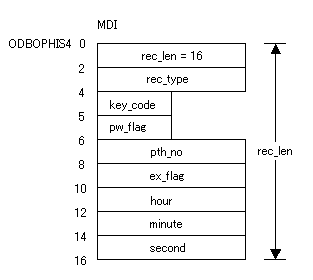 MDI
ODBOPHIS4 0
rec_len = 16
2
rec_type
4
key_code
5
pw_flag
6
pth_no
rec_len
8
ex_flag
10
hour
12
minute
14
second
16